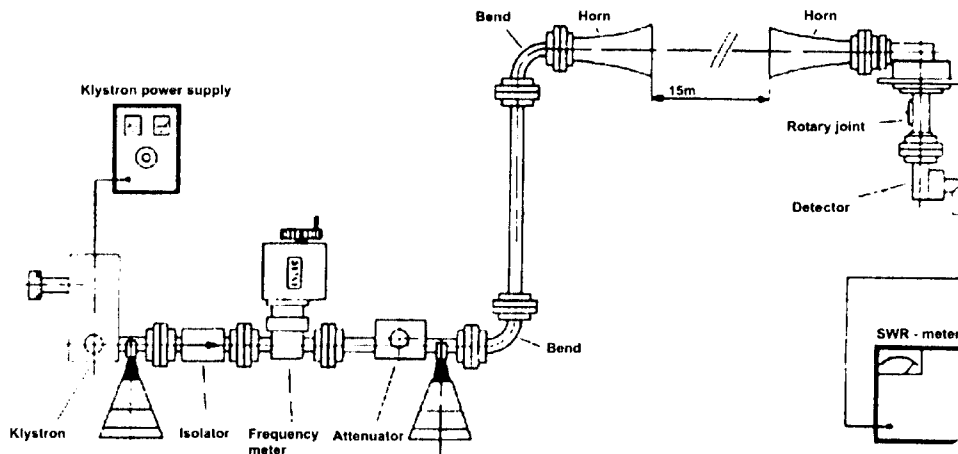 Bend
Horn
Horn
Klystron power supply
15m
Rotary joint
Detector
Bend
SWR - meter
Klystron
Isolator
Frequency
meter
Attenuator